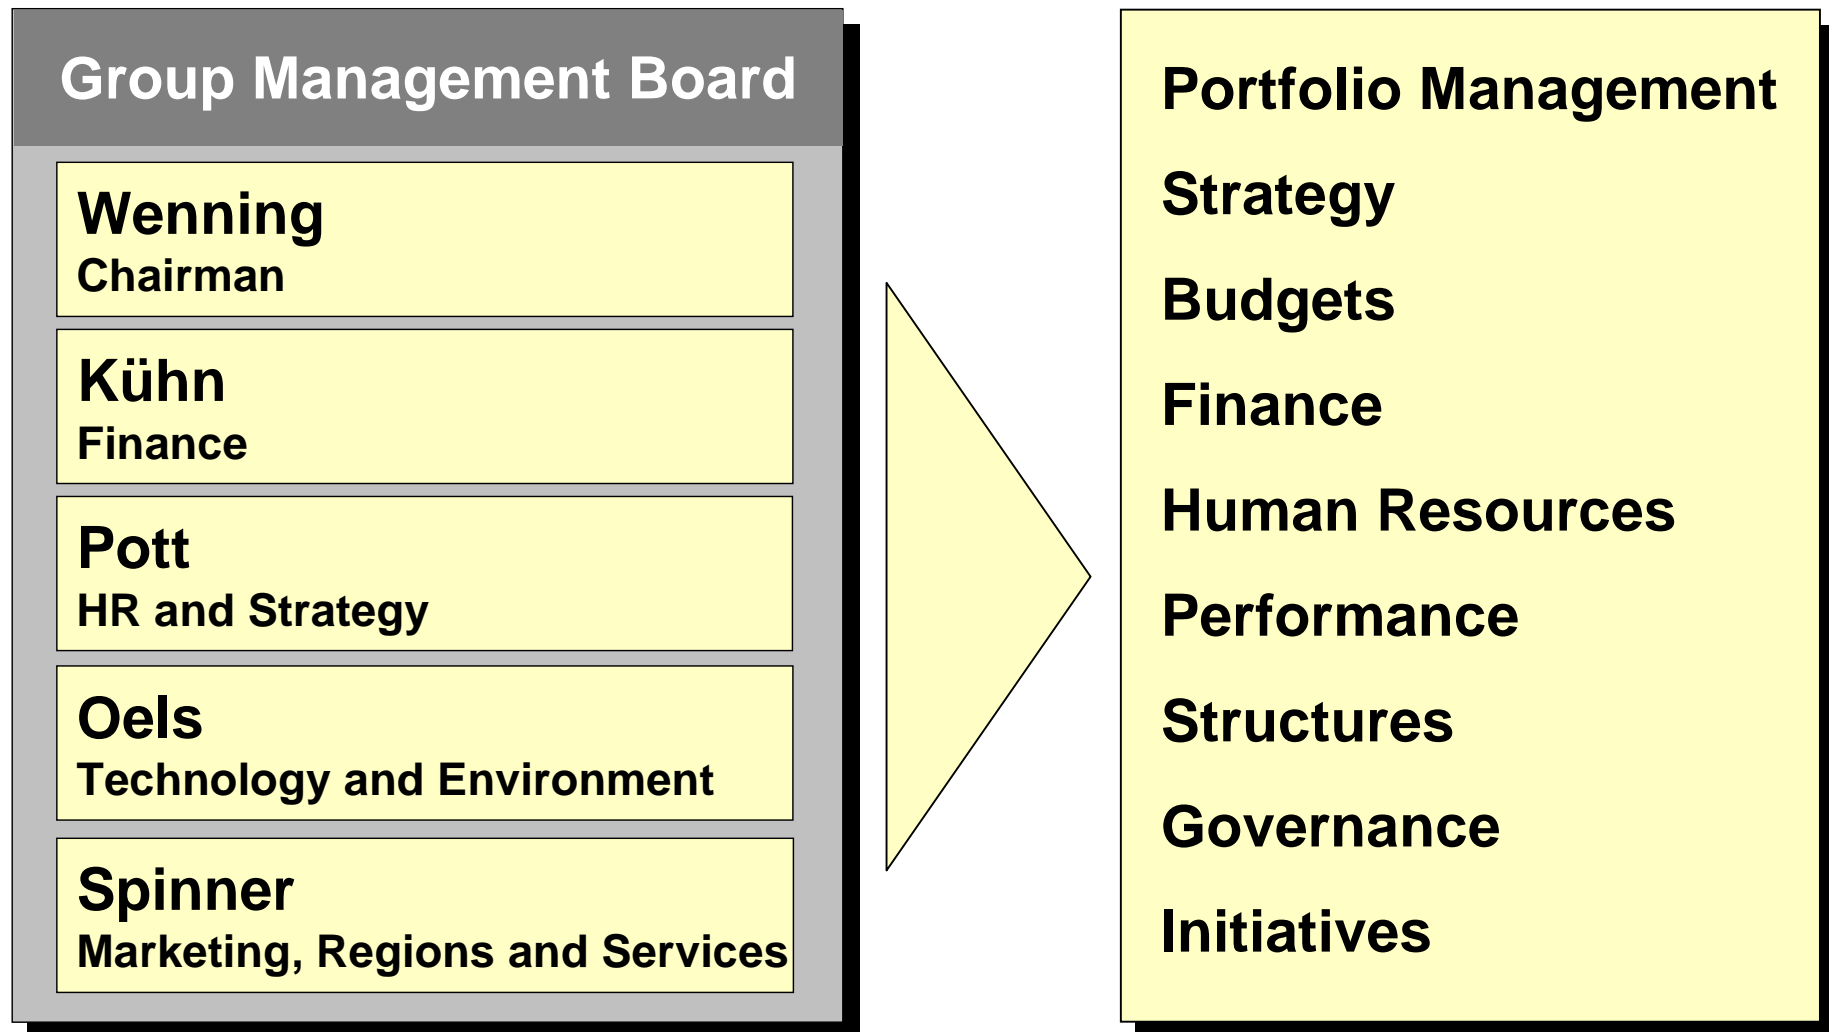 Group Management Board
Wenning
Chairman
Kühn
Finance
Pott
HR and Strategy
Oels
Technology and Environment
Spinner
Marketing, Regions and Services
Portfolio Management
Strategy
Budgets
Finance
Human Resources
Performance
Structures
Governance
Initiatives